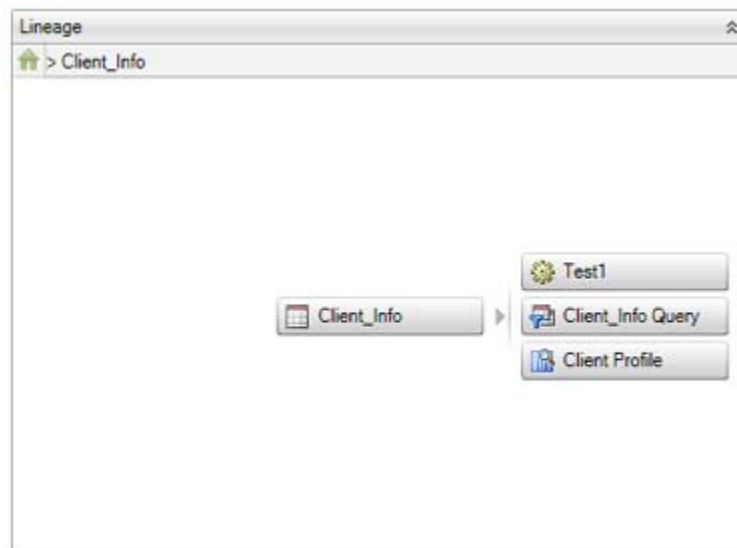 Lineage
> Client_Info
Test1
Client_Info
Client_Info Query
Client Profile